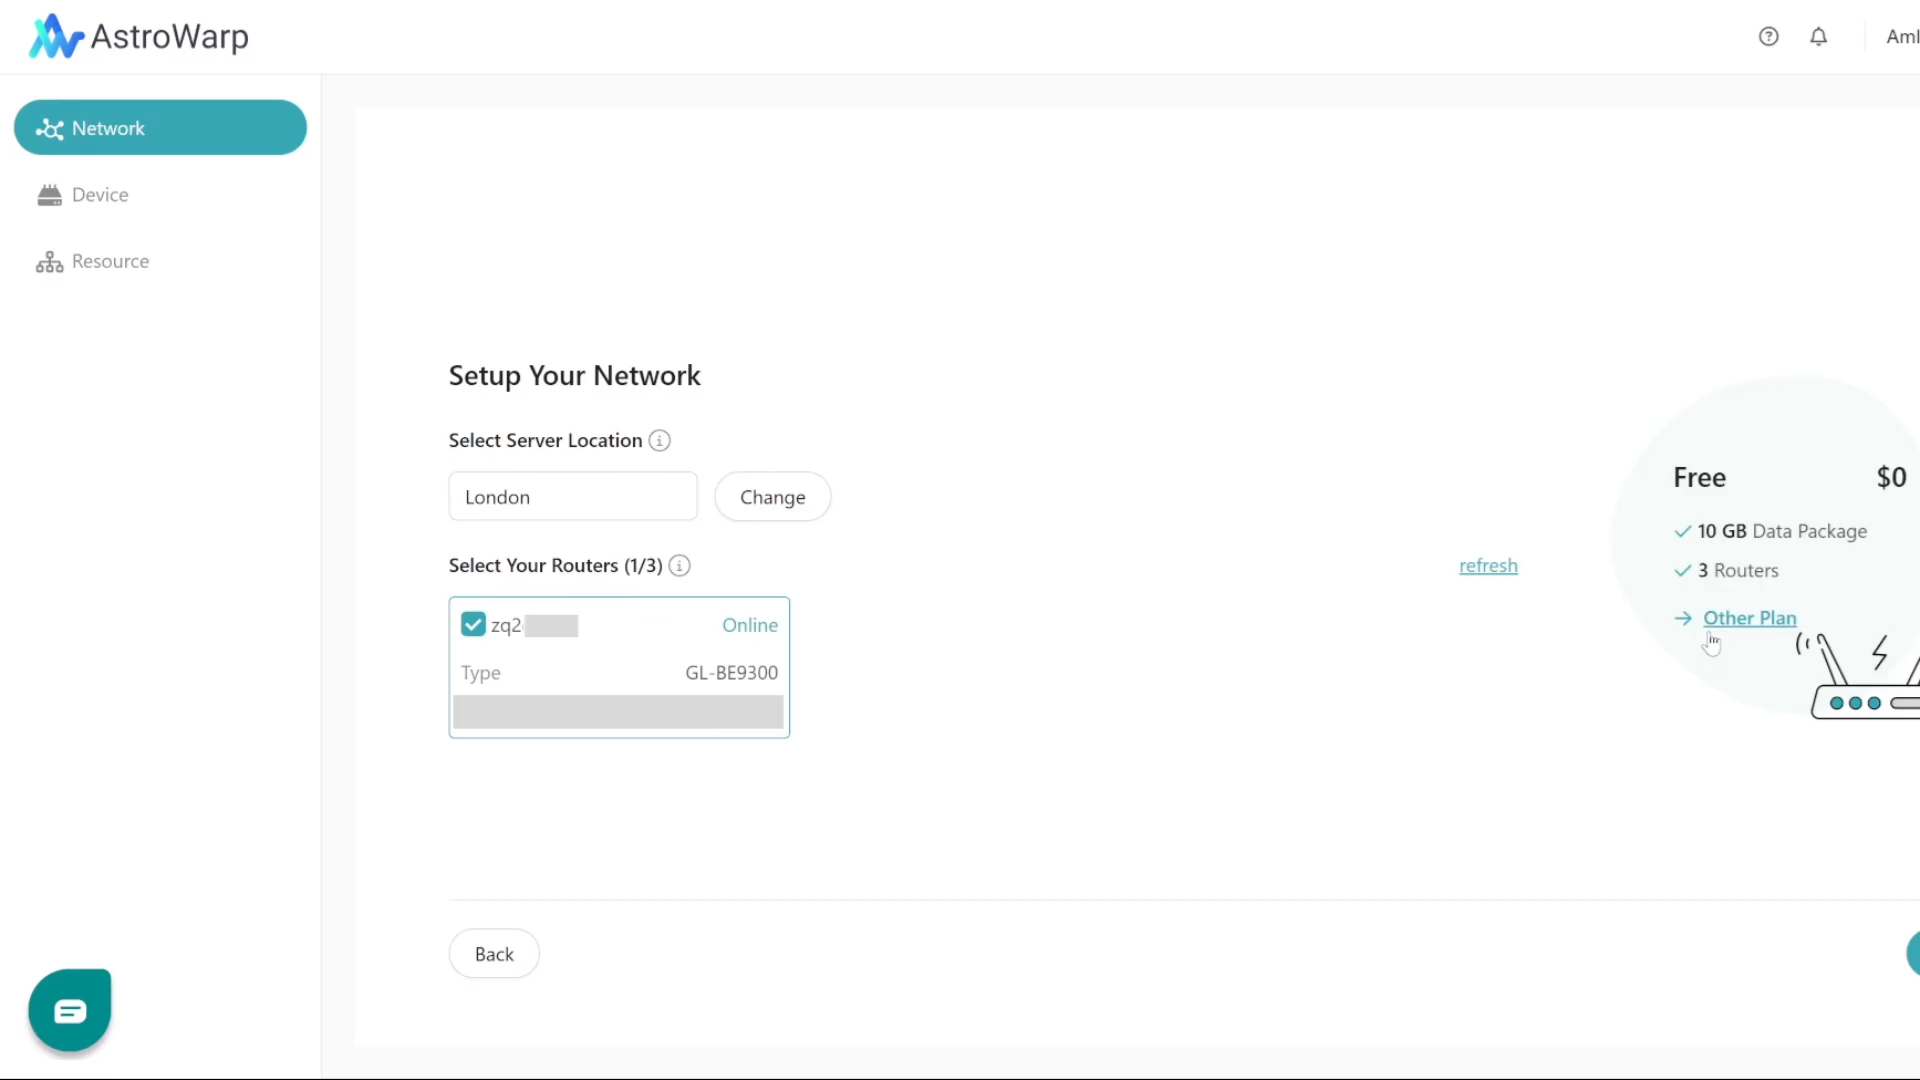 AstroWarp
Network
Device
Resource
Setup Your Network
Select Server Location
London
Change
Select Your Routers (1/3)
refresh
zq2
Online
Type
GL-BE9300
Free
$0
10 GB Data Package
3 Routers
Other Plan
Back